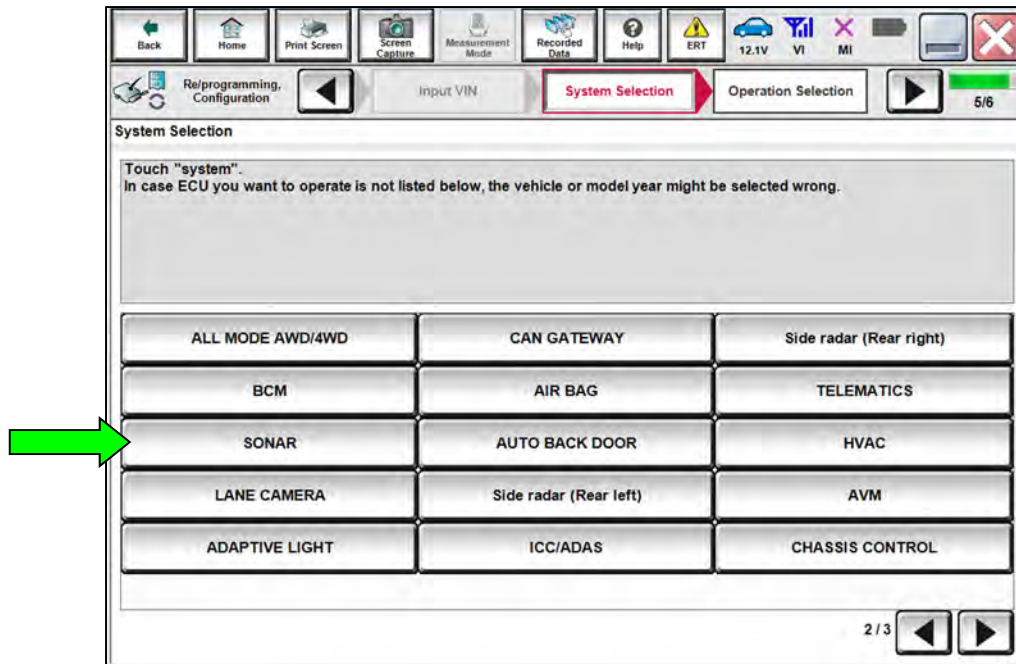 Back
Home
Print Screen
Screen
Capture
Measurement
Mode
Recorded
Data
Help
ERT
12.1V
VI
MI
Re/programming,
Configuration
Input VIN
System Selection
Operation Selection
5/6
System Selection
Touch "system".
In case ECU you want to operate is not listed below, the vehicle or model year might be selected wrong.
ALL MODE AWD/4WD
CAN GATEWAY
Side radar (Rear right)
BCM
AIR BAG
TELEMATICS
SONAR
AUTO BACK DOOR
HVAC
LANE CAMERA
Side radar (Rear left)
AVM
ADAPTIVE LIGHT
ICC/ADAS
CHASSIS CONTROL
2/3